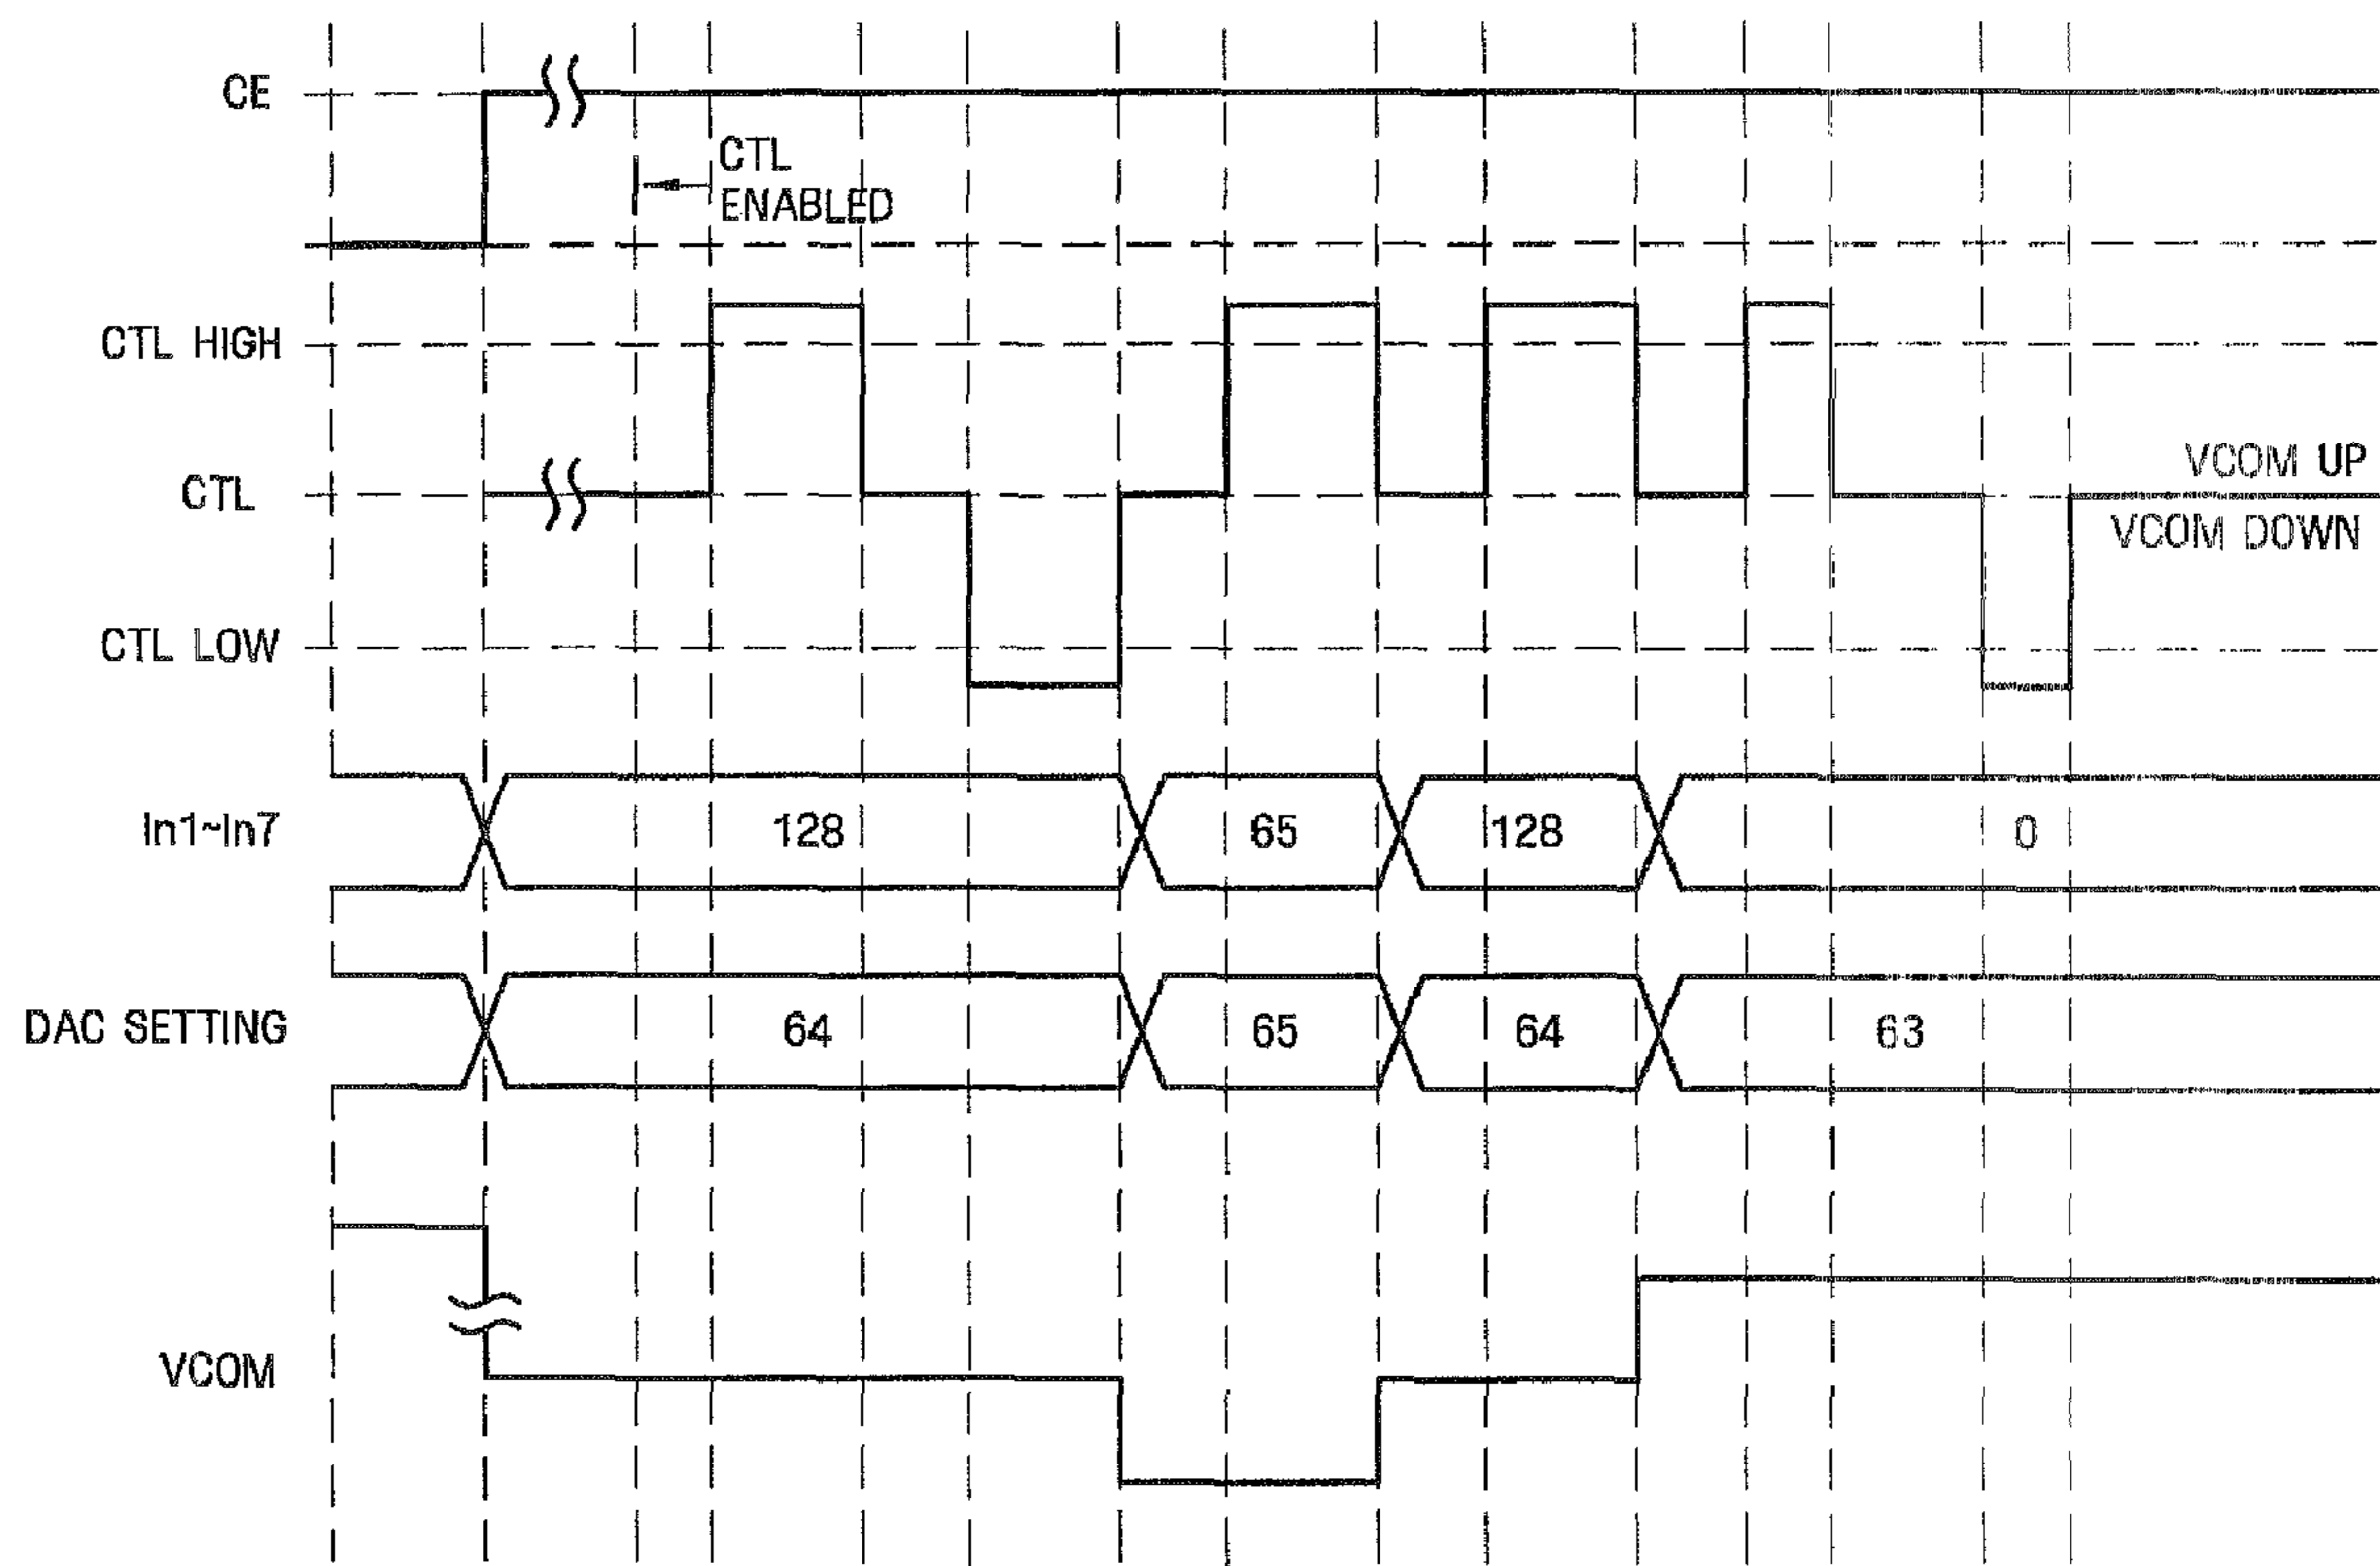 CE
CTL
ENABLED
CTL HIGH
CTL
VCOM UP
VCOM DOWN
CTL LOW
In1~In7
128
65
128
0
DAC SETTING
64
65
64
63
VCOM